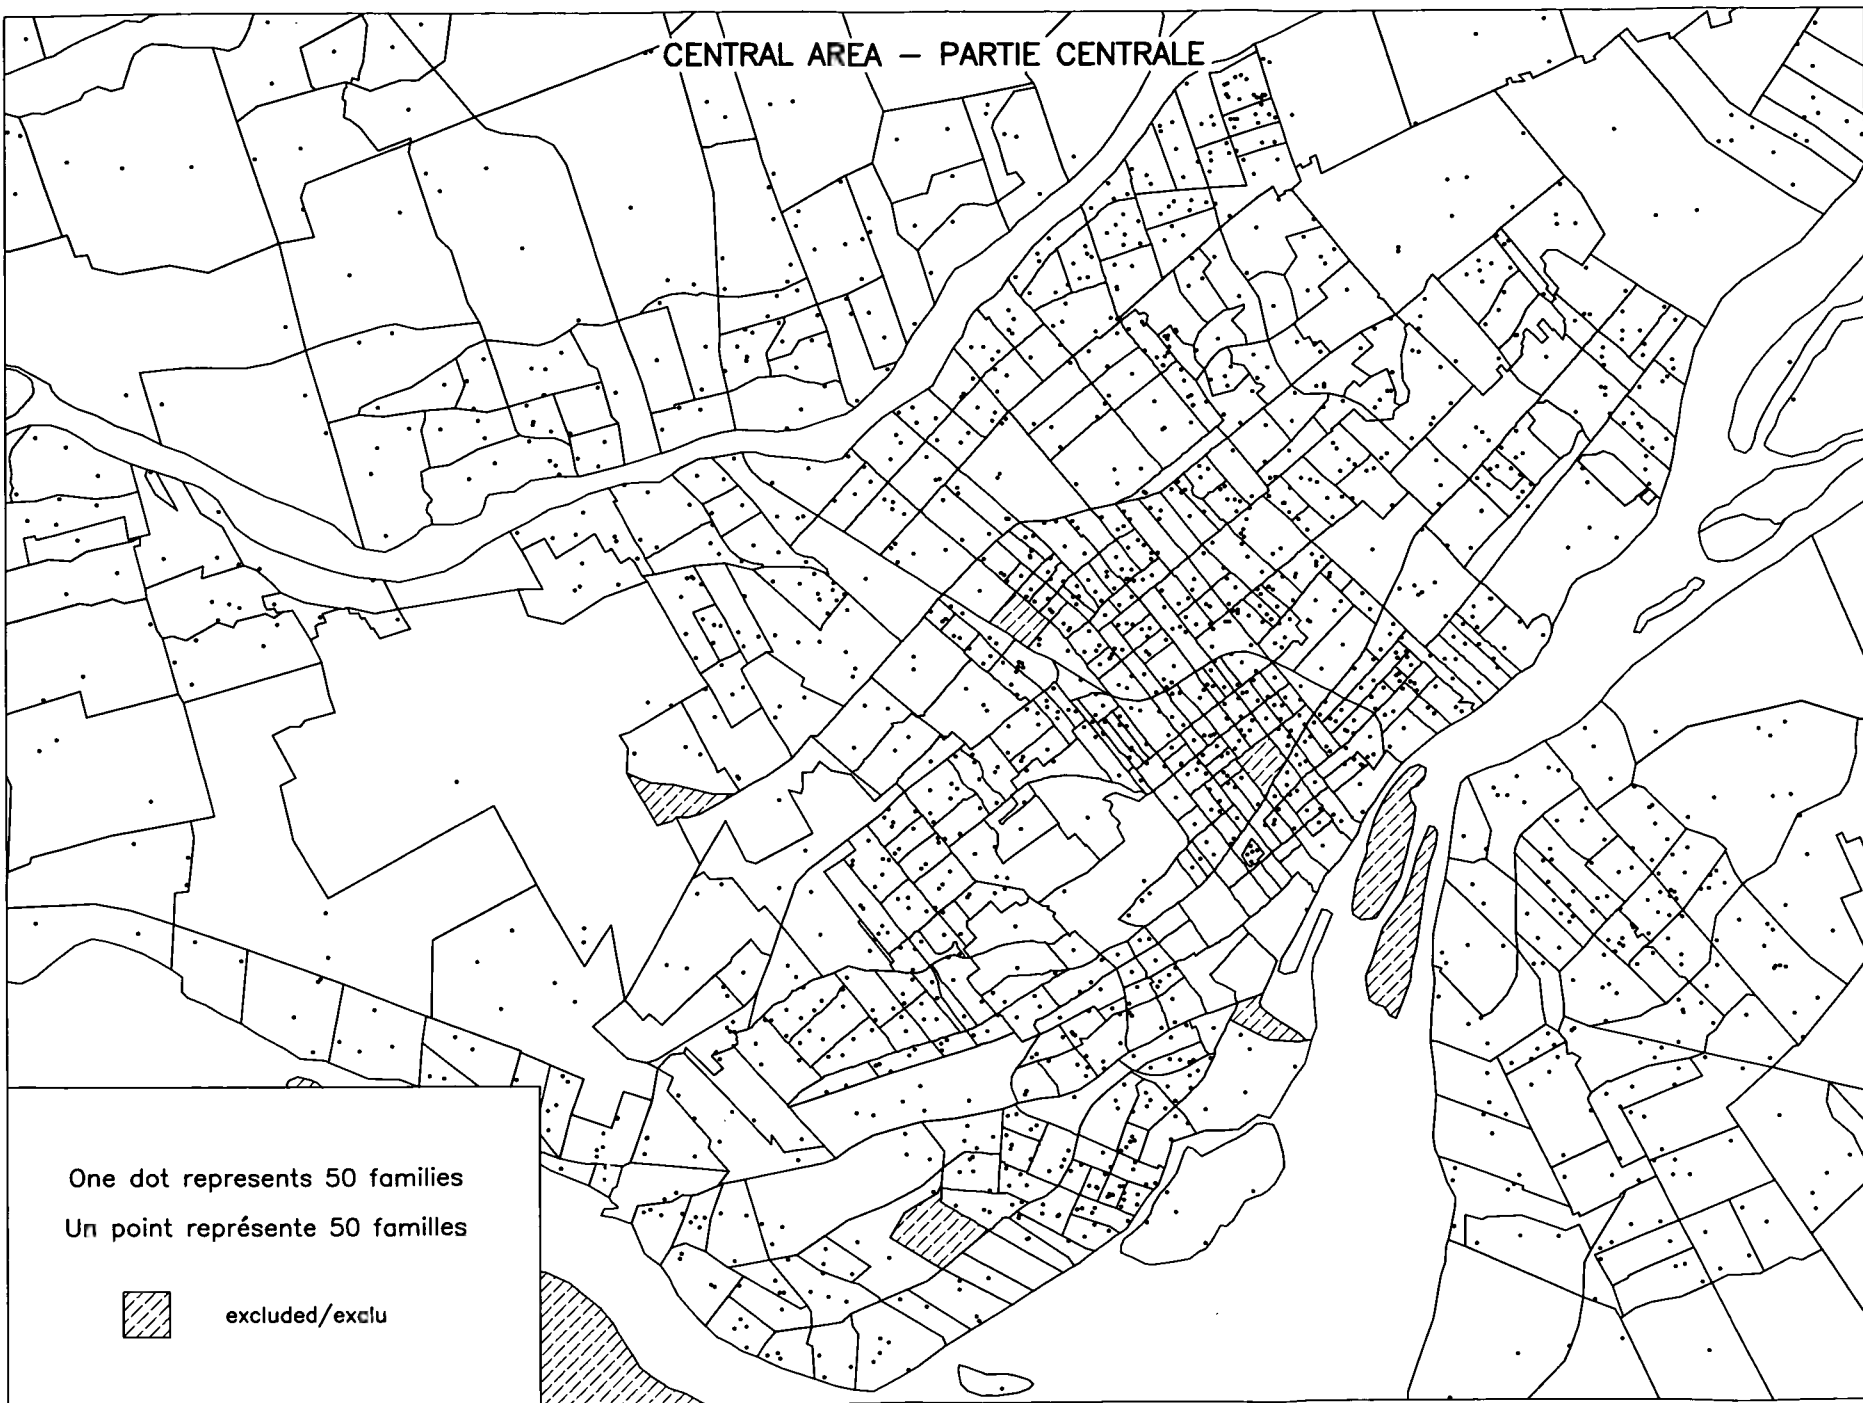 CENTRAL AREA – PARTIE CENTRALE
One dot represents 50 families
Un point représente 50 familles
excluded/exclu